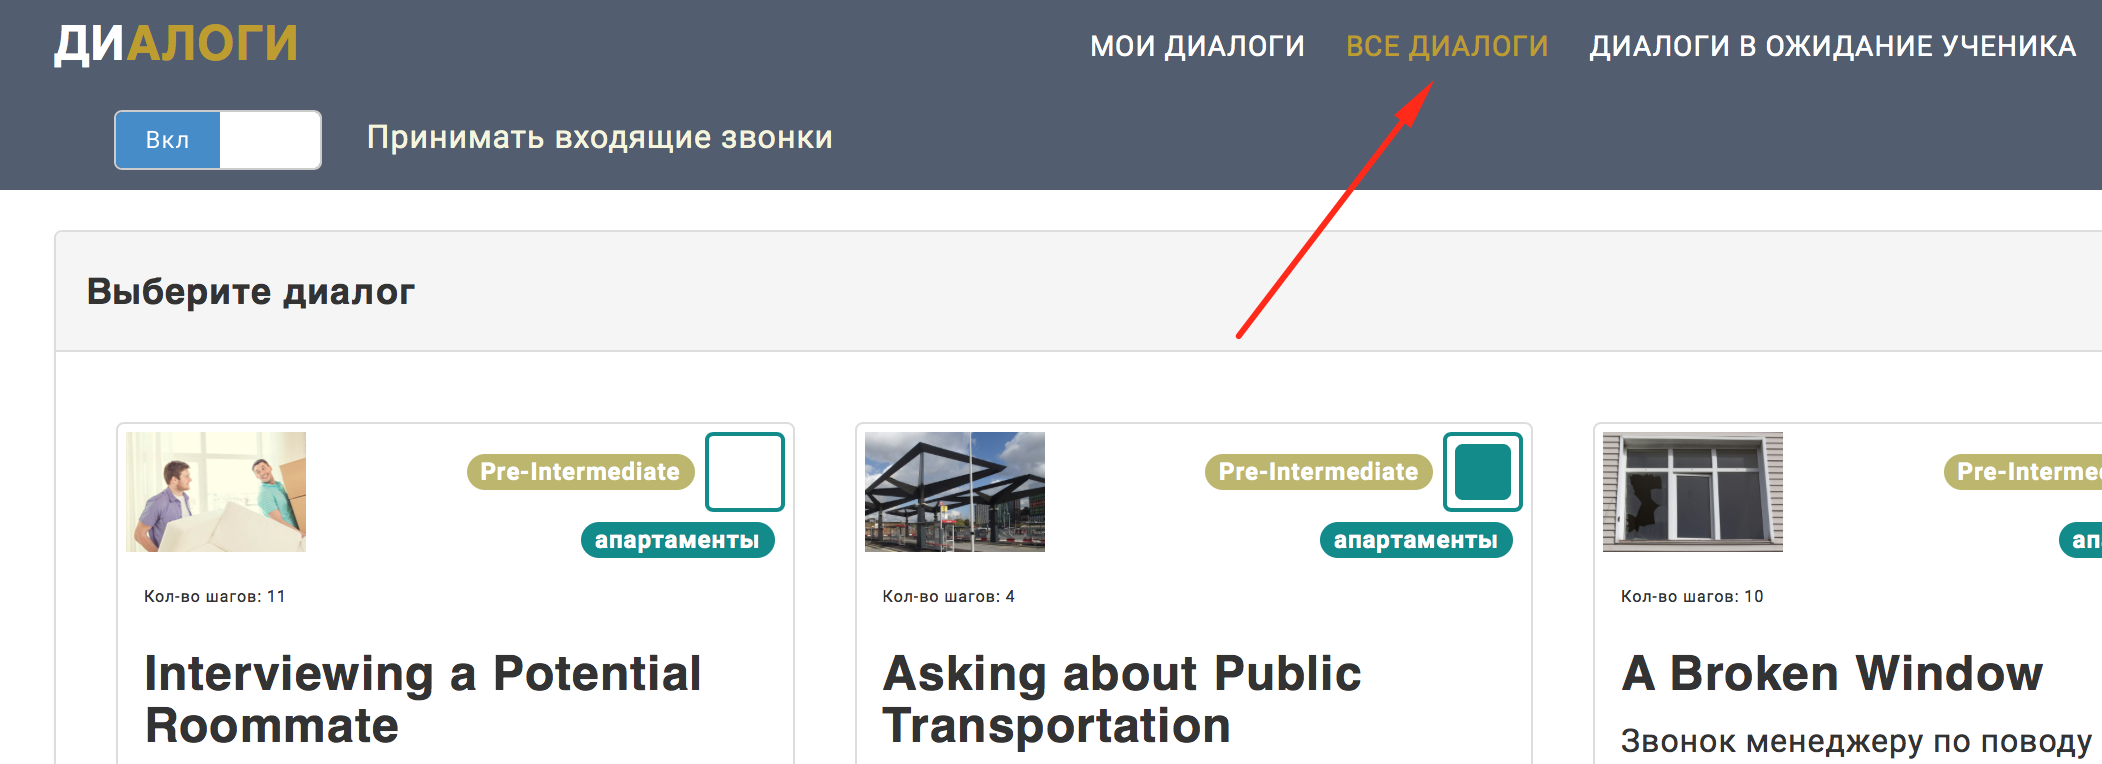 ДИАЛОГИ
МОИ ДИАЛОГИ ВСЕ ДИАЛОГИ ДИАЛОГИ В ОЖИДАНИЕ УЧЕНИКА
Вкл Принимать входящие звонки
Выберите диалог
Pre-Intermediate
апартаменты
Кол-во шагов: 11
Interviewing a Potential
Roommate
Pre-Intermediate
апартаменты
Кол-во шагов: 4
Asking about Public
Transportation
Pre-Interme
ап
Кол-во шагов: 10
A Broken Window
Звонок менеджеру по поводу